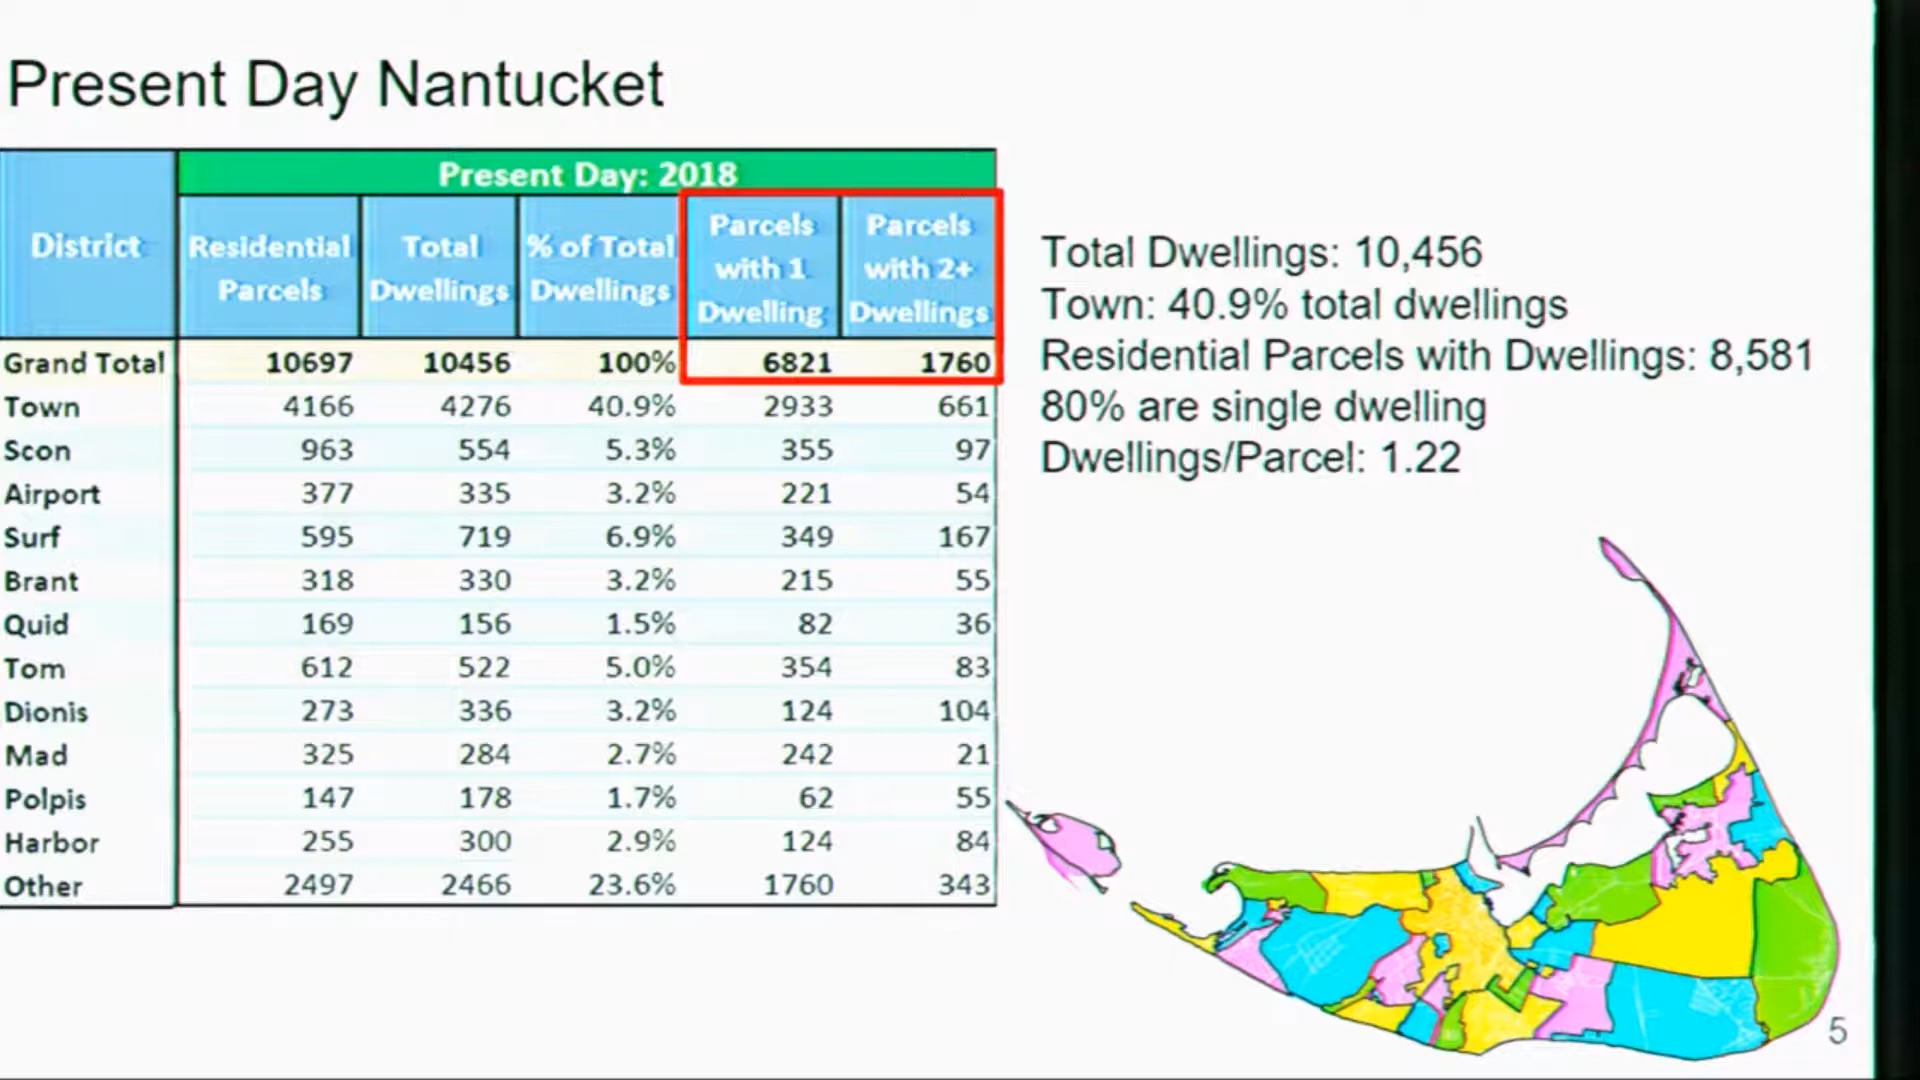 Present Day Nantucket
Present Day: 2018
District Residential Parcels Total Dwellings % of Total Dwellings Parcels with 1 Dwelling Parcels with 2+ Dwellings
Grand Total 10697 10456 100% 6821 1760
Town 4166 4276 40.9% 2933 661
Scon 963 554 5.3% 355 97
Airport 377 335 3.2% 221 54
Surf 595 719 6.9% 349 167
Brant 318 330 3.2% 215 55
Quid 169 156 1.5% 82 36
Tom 612 522 5.0% 354 83
Dionis 273 336 3.2% 124 104
Mad 325 284 2.7% 242 21
Polpis 147 178 1.7% 62 55
Harbor 255 300 2.9% 124 84
Other 2497 2466 23.6% 1760 343
Total Dwellings: 10,456
Town: 40.9% total dwellings
Residential Parcels with Dwellings: 8,581
80% are single dwelling
Dwellings/Parcel: 1.22
5